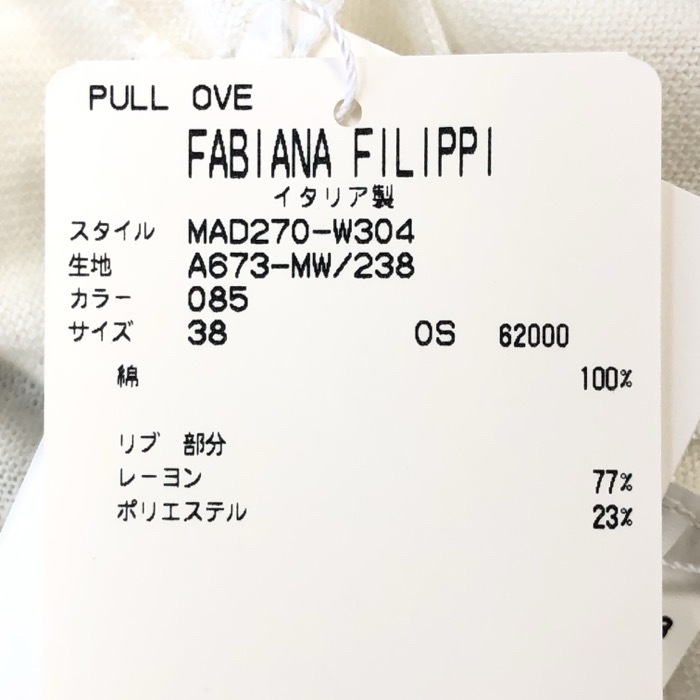 PULL OVE
FABIANA FILIPPI
イタリア製
スタイル MAD270-W304
生地 A673-MW/238
カラー 085
サイズ 38 OS 62000
綿 100%
リブ 部分
レーヨン 77%
ポリエステル 23%